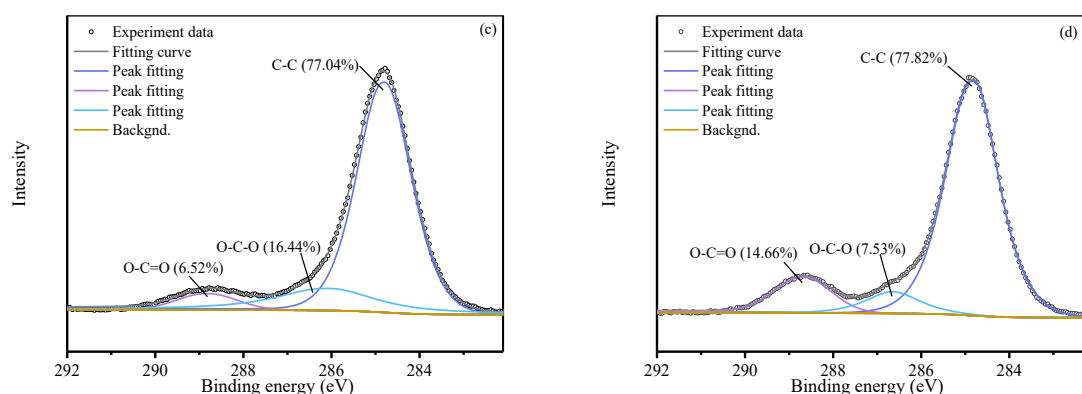 (c)
Experiment data
Fitting curve
Peak fitting
Peak fitting
Peak fitting
Backgnd.
C-C (77.04%)
O-C-O (16.44%)
O-C=O (6.52%)
Intensity
292
290
288
286
284
Binding energy (eV)
(d)
Experiment data
Fitting curve
Peak fitting
Peak fitting
Peak fitting
Backgnd.
C-C (77.82%)
O-C=O (14.66%)
O-C-O (7.53%)
Intensity
292
290
288
286
284
Binding energy (eV)